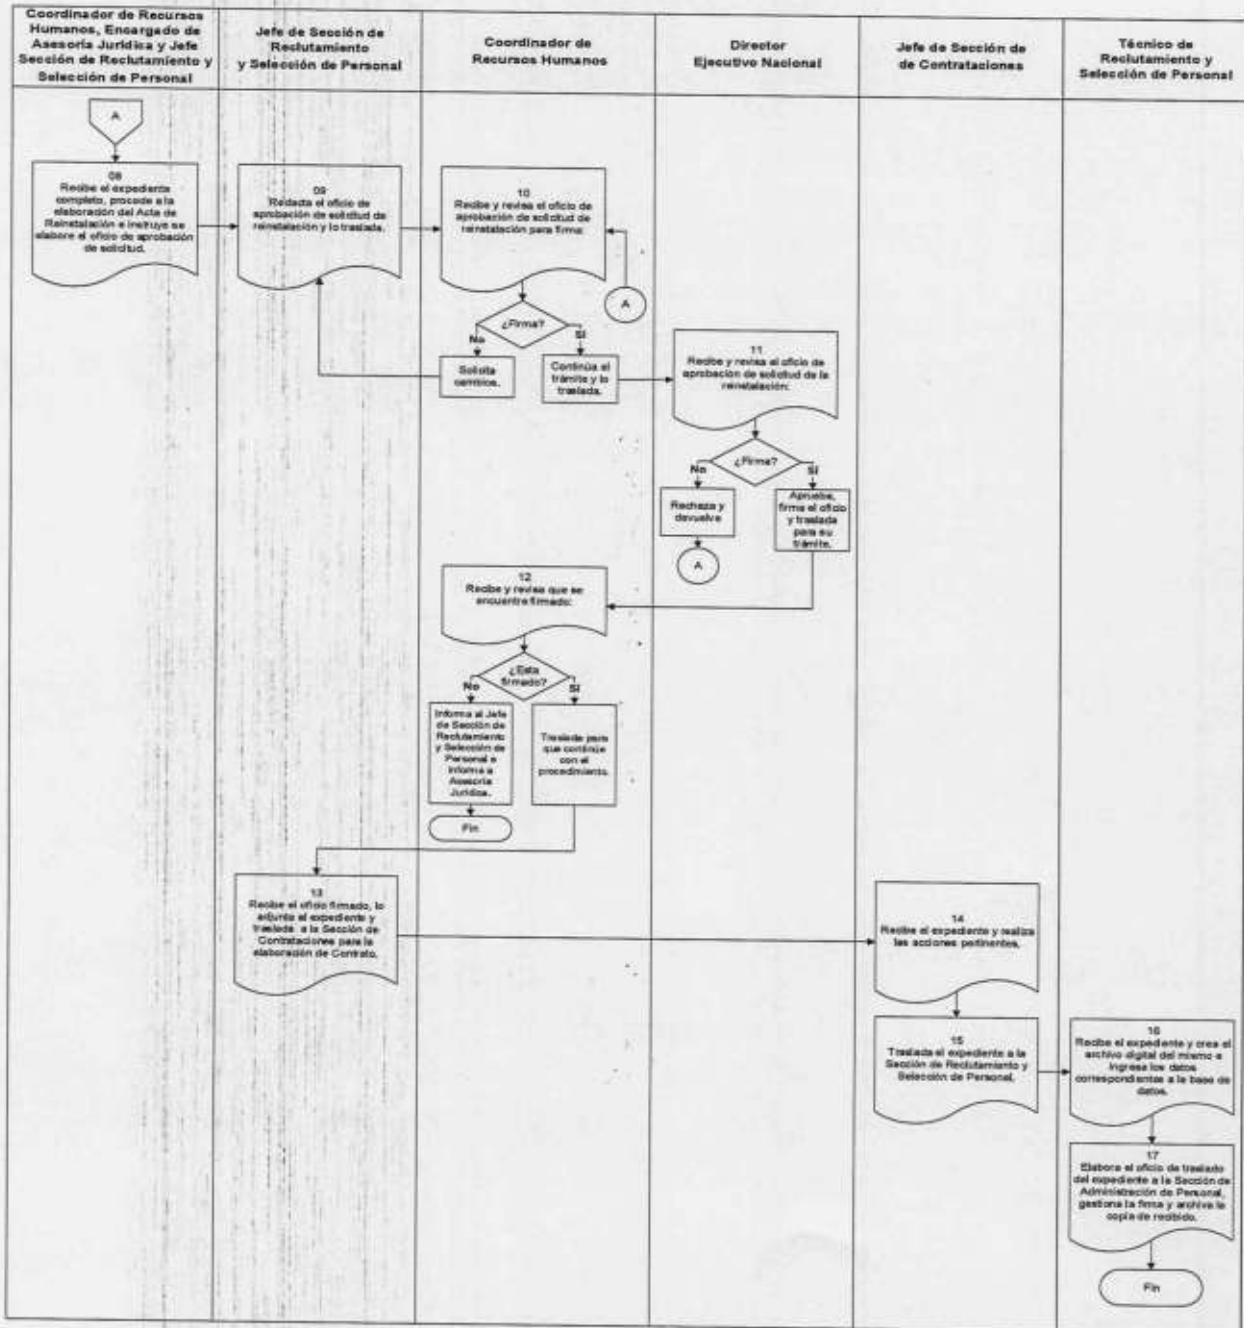 Coordinador de Recursos
Humanos, Encargado de
Asesoría Jurídica y Jefe
Sección de Reclutamiento y
Selección de Personal
Jefe de Sección de
Reclutamiento
y Selección de Personal
Coordinador de
Recursos Humanos
Director
Ejecutivo Nacional
Jefe de Sección de
de Contrataciones
Técnico de
Reclutamiento y
Selección de Personal
A
08
Recibe el expediente
completo, procede a la
elaboración del Acta de
Reinstalación e instruye se
elabore el oficio de aprobación
de solicitud.
09
Redacta el oficio de
aprobación de solicitud de
reinstalación y lo traslada.
10
Recibe y revisa el oficio de
aprobación de solicitud de
reinstalación para firma:
A
¿Firma?
No
Sí
Solicita
cambios.
Continúa el
trámite y lo
traslada.
11
Recibe y revisa el oficio de
aprobación de solicitud de la
reinstalación:
¿Firma?
No
Sí
Rechaza y
devuelve
Aprueba,
firma el oficio
y traslada
para su
trámite.
A
12
Recibe y revisa que se
encuentre firmado:
¿Esta
firmado?
No
Sí
Informa al Jefe
de Sección de
Reclutamiento
y Selección de
Personal e
informa a
Asesoría
Jurídica.
Traslada para
que continúe
con el
procedimiento.
Fin
13
Recibe el oficio firmado, lo
adjunta al expediente y
traslada a la Sección de
Contrataciones para la
elaboración de Contrato.
14
Recibe el expediente y realiza
las acciones pertinentes.
15
Traslada el expediente a la
Sección de Reclutamiento y
Selección de Personal.
16
Recibe el expediente y crea el
archivo digital del mismo e
ingresa los datos
correspondientes a la base de
datos.
17
Elabora el oficio de traslado
del expediente a la Sección de
Administración de Personal,
gestiona la firma y archiva la
copia de recibido.
Fin